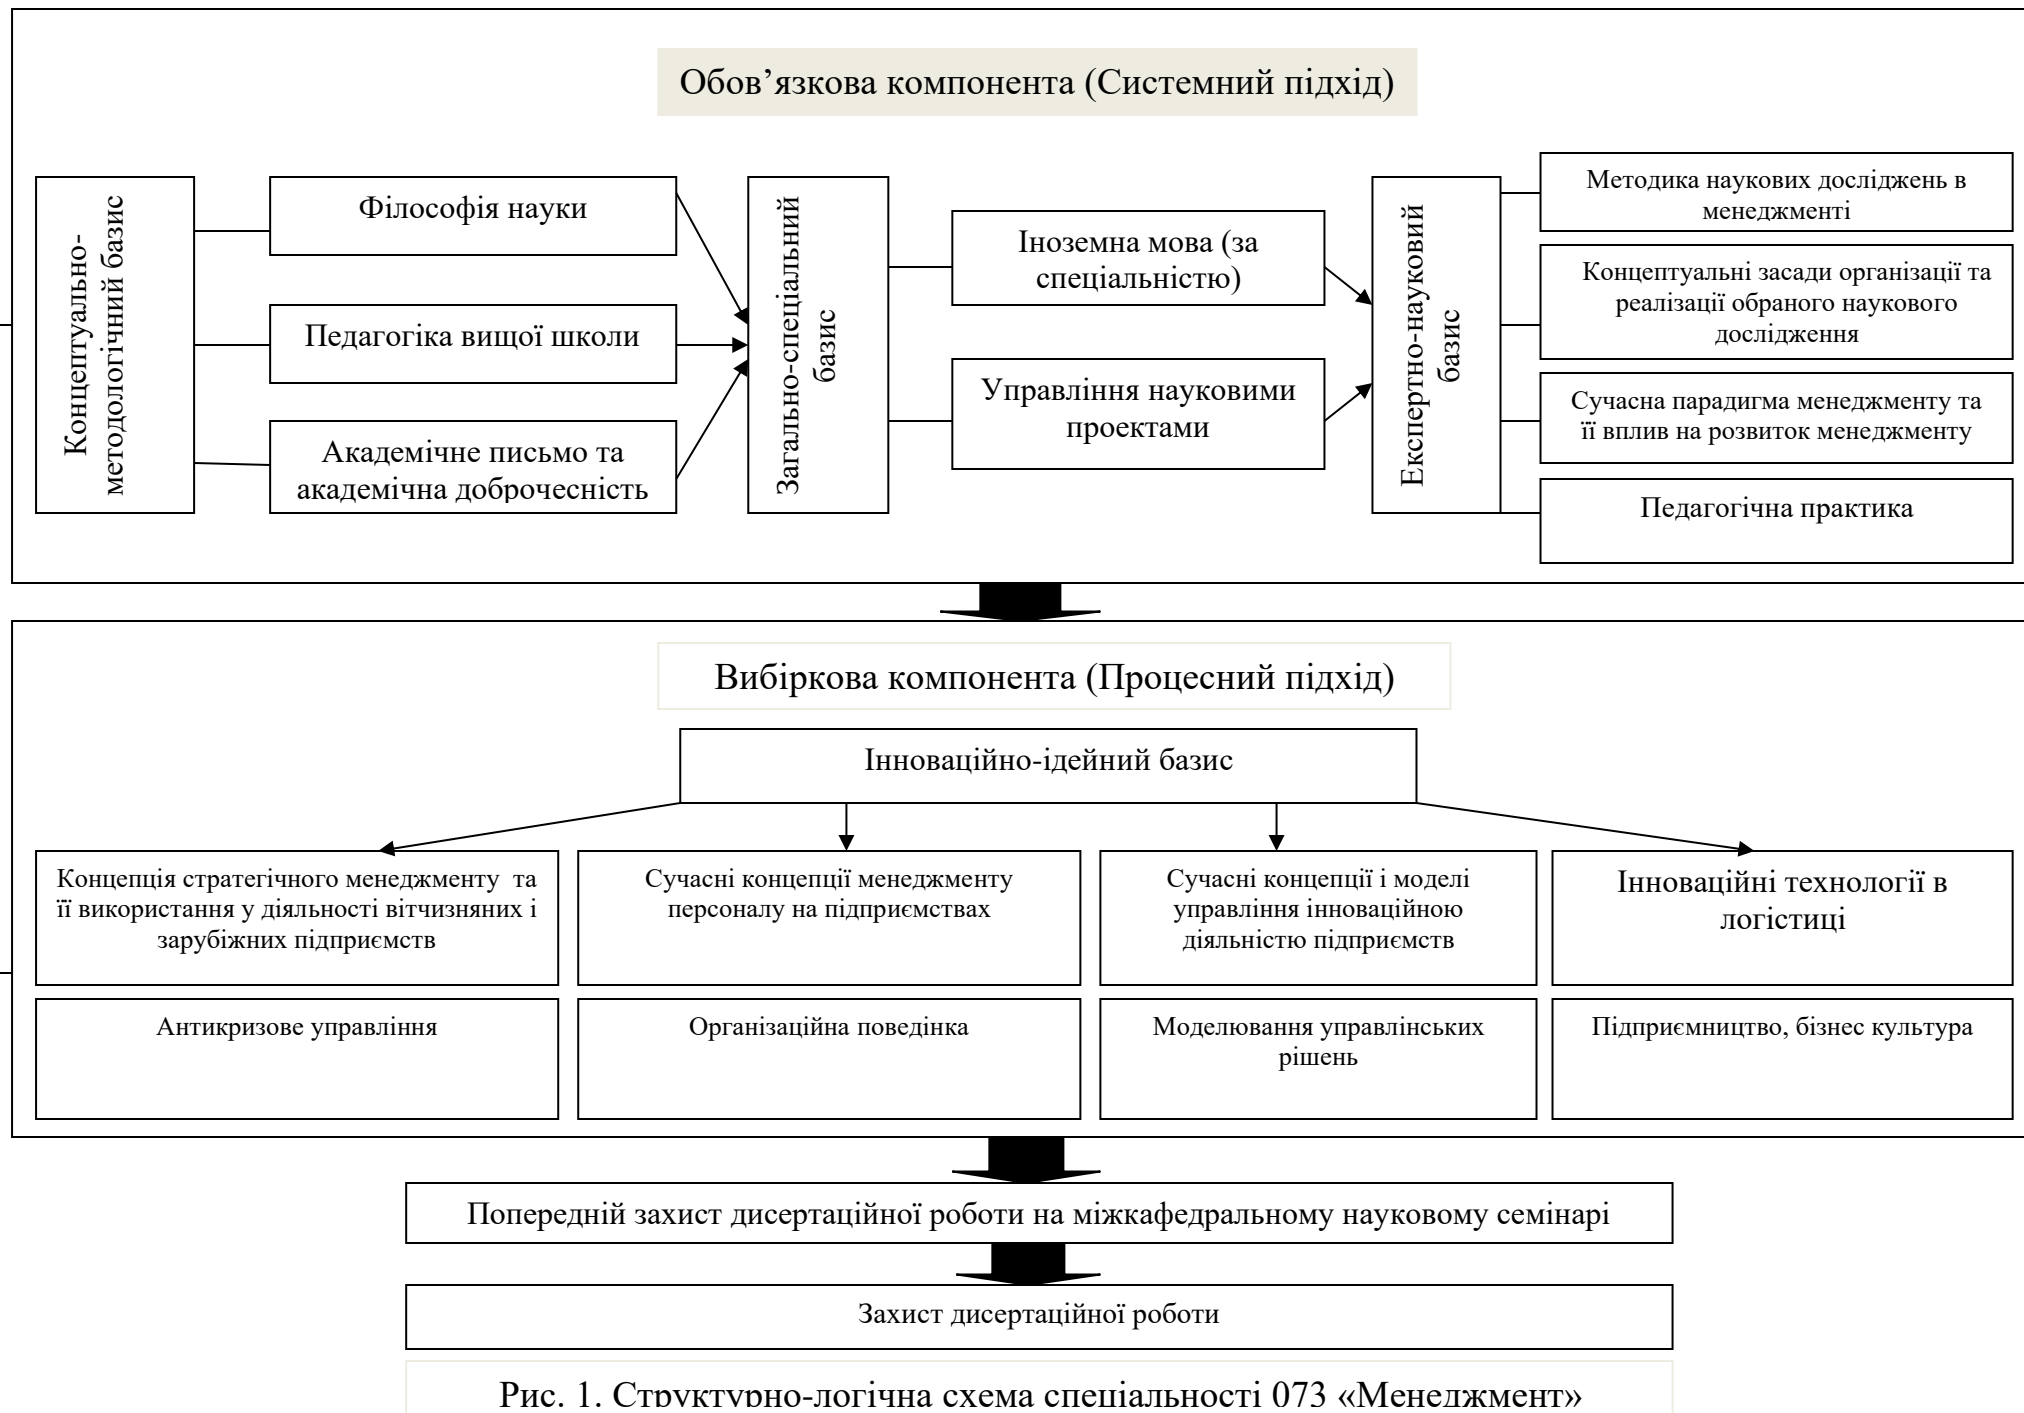 Обов’язкова компонента (Системний підхід)
Концептуально-
методологічний базис
Філософія науки
Педагогіка вищої школи
Академічне письмо та
академічна доброчесність
Загально-спеціальний
базис
Іноземна мова (за
спеціальністю)
Управління науковими
проектами
Експертно-науковий
базис
Методика наукових досліджень в
менеджменті
Концептуальні засади організації та
реалізації обраного наукового
дослідження
Сучасна парадигма менеджменту та
її вплив на розвиток менеджменту
Педагогічна практика
Вибіркова компонента (Процесний підхід)
Інноваційно-ідейний базис
Концепція стратегічного менеджменту та
її використання у діяльності вітчизняних і
зарубіжних підприємств
Сучасні концепції менеджменту
персоналу на підприємствах
Сучасні концепції і моделі
управління інноваційною
діяльністю підприємств
Інноваційні технології в
логістиці
Антикризове управління
Організаційна поведінка
Моделювання управлінських
рішень
Підприємництво, бізнес культура
Попередній захист дисертаційної роботи на міжкафедральному науковому семінарі
Захист дисертаційної роботи
Рис. 1. Структурно-логічна схема спеціальності 073 «Менеджмент»